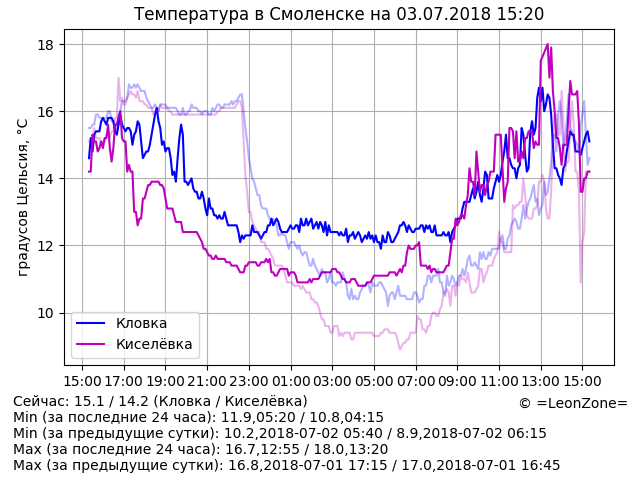 Температура в Смоленске на 03.07.2018 15:20
градусов Цельсия, °C
18
16
14
12
10
Кловка
Киселёвка
15:00 17:00 19:00 21:00 23:00 01:00 03:00 05:00 07:00 09:00 11:00 13:00 15:00
Сейчас: 15.1 / 14.2 (Кловка / Киселёвка)
© =LeonZone=
Min (за последние 24 часа): 11.9,05:20 / 10.8,04:15
Min (за предыдущие сутки): 10.2,2018-07-02 05:40 / 8.9,2018-07-02 06:15
Max (за последние 24 часа): 16.7,12:55 / 18.0,13:20
Max (за предыдущие сутки): 16.8,2018-07-01 17:15 / 17.0,2018-07-01 16:45